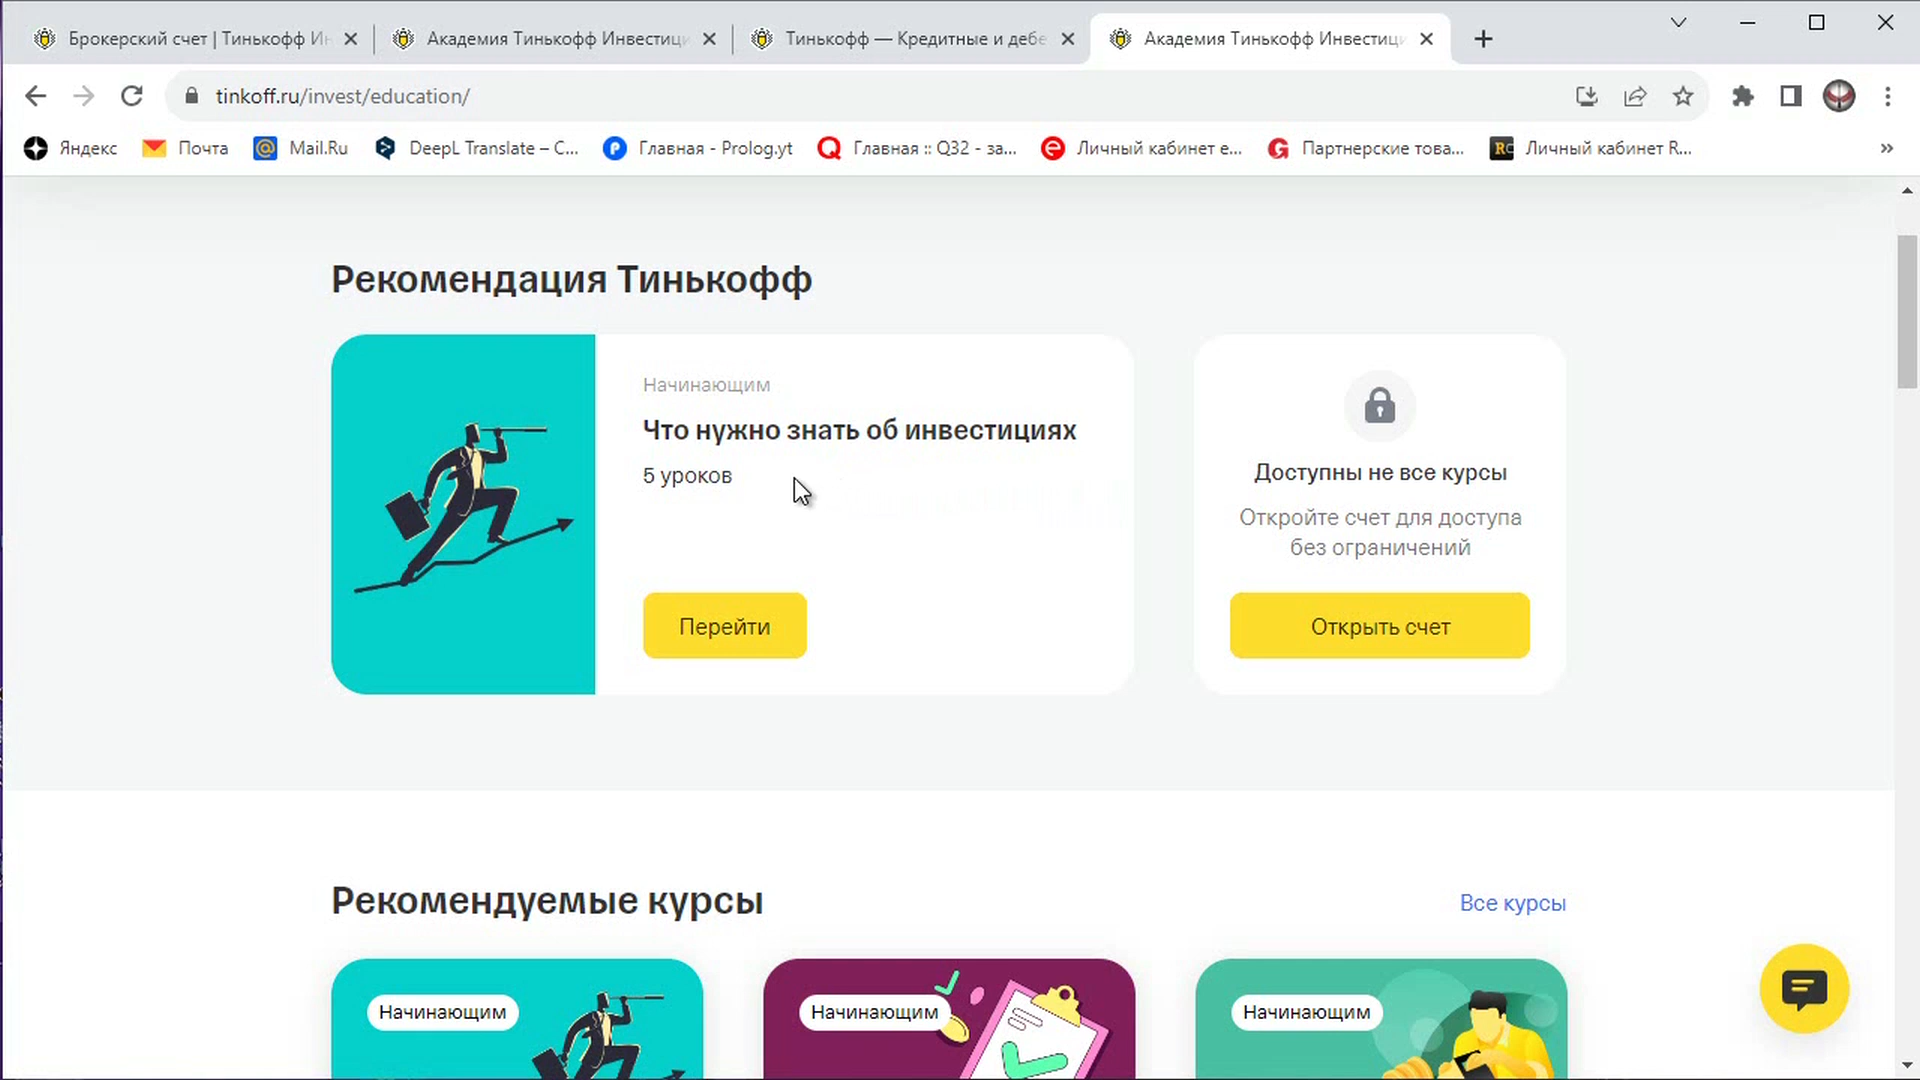 Брокерский счет | Тинькофф Ин
Академия Тинькофф Инвестици
Тинькофф — Кредитные и дебе
Академия Тинькофф Инвестици
tinkoff.ru/invest/education/
Яндекс
Почта
Mail.Ru
DeepL Translate – C...
Главная - Prolog.yt
Главная :: Q32 - за...
Личный кабинет e...
Партнерские това...
Личный кабинет R...
Рекомендация Тинькофф
Начинающим
Что нужно знать об инвестициях
5 уроков
Перейти
Доступны не все курсы
Откройте счет для доступа
без ограничений
Открыть счет
Рекомендуемые курсы
Все курсы
Начинающим
Начинающим
Начинающим